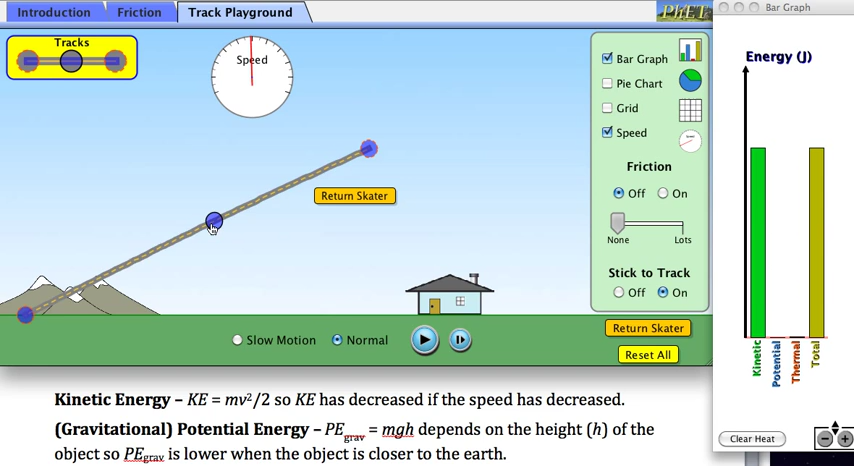 Introduction
Friction
Track Playground
PhET
Bar Graph
Tracks
Speed
Energy (J)
Bar Graph
Pie Chart
Grid
Speed
Friction
Off On
None Lots
Stick to Track
Off On
Return Skater
Return Skater
Reset All
Slow Motion Normal
Kinetic
Potential
Thermal
Total
Clear Heat
Kinetic Energy – KE = mv²/2 so KE has decreased if the speed has decreased.
(Gravitational) Potential Energy – PEgrav = mgh depends on the height (h) of the
object so PEgrav is lower when the object is closer to the earth.